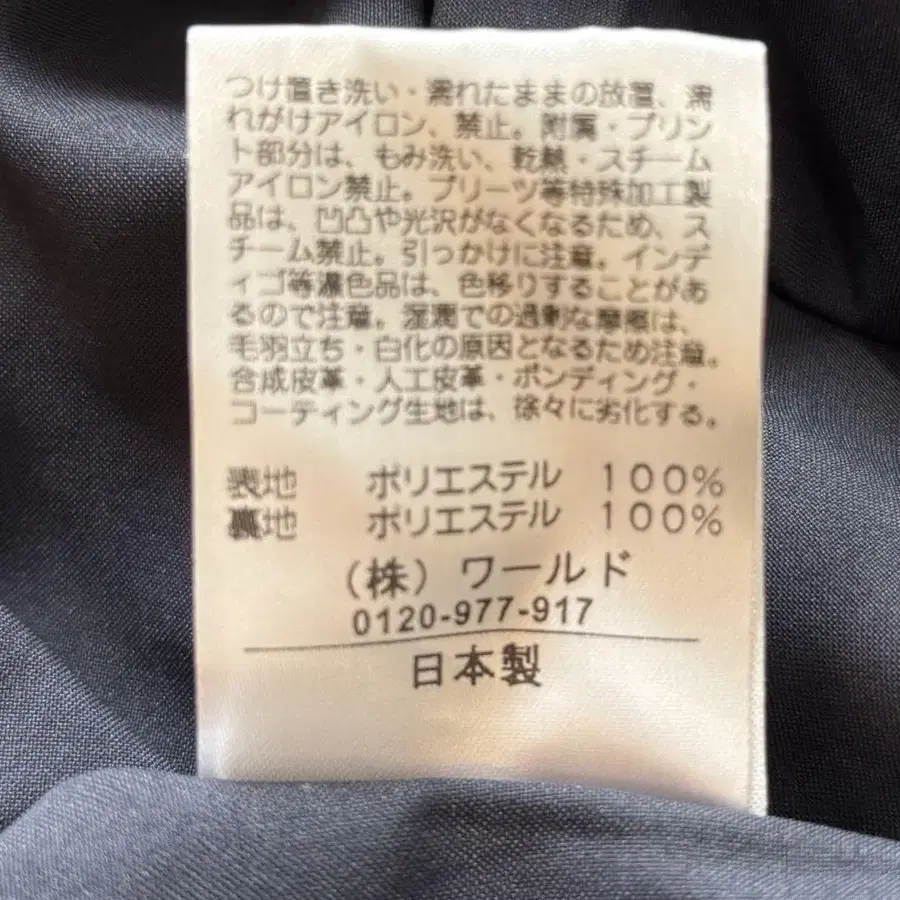 つけ置き洗い・濡れたままの放置、濡
れがけアイロン、禁止。附属・プリン
ト部分は、もみ洗い、乾熱・スチーム
アイロン禁止。プリーツ等特殊加工製
品は、凹凸や光沢がなくなるため、ス
チーム禁止。引っかけに注意。インデ
ィゴ等濃色品は、色移りすることがあ
るので注意。湿潤での過剰な摩擦は、
毛羽立ち・白化の原因となるため注意。
合成皮革・人工皮革・ボンディング・
コーティング生地は、徐々に劣化する。
表地 ポリエステル 100%
裏地 ポリエステル 100%
(株) ワールド
0120-977-917
日本製